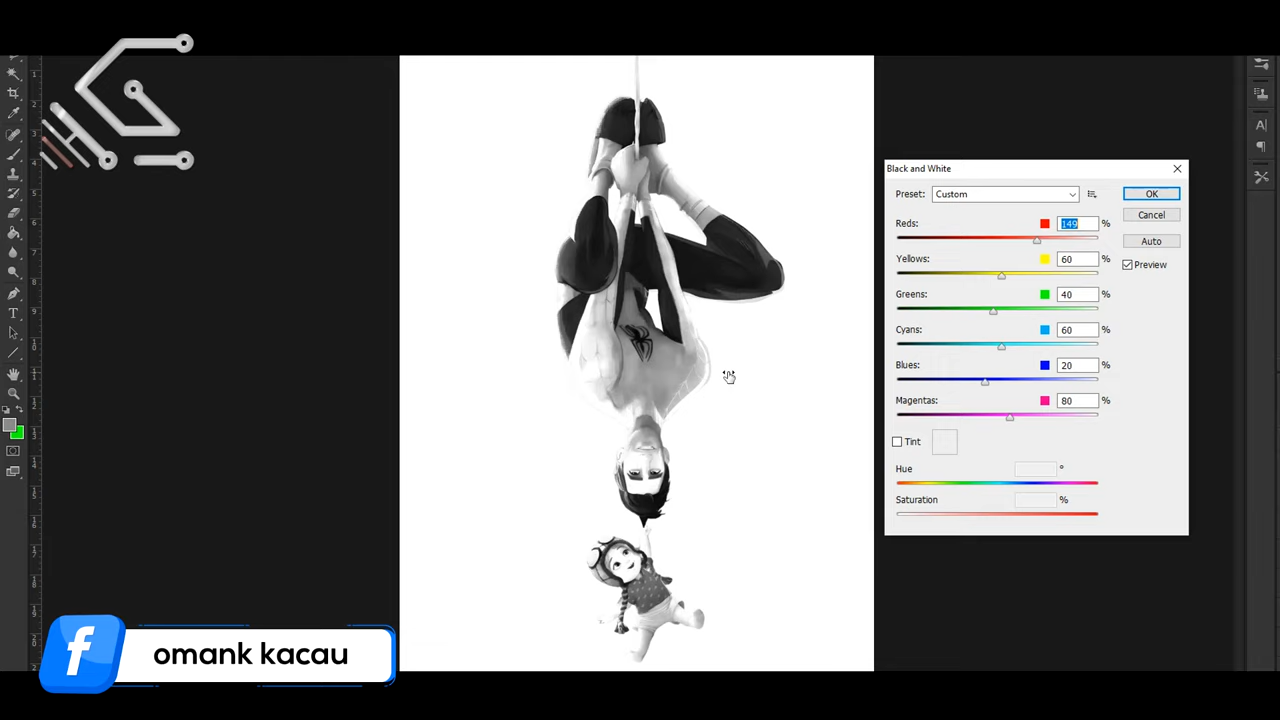 Black and White
Preset: Custom
OK
Reds: 149 %
Cancel
Auto
Yellows: 60 %
Preview
Greens: 40 %
Cyans: 60 %
Blues: 20 %
Magentas: 80 %
Tint
Hue °
Saturation %
f omank kacau